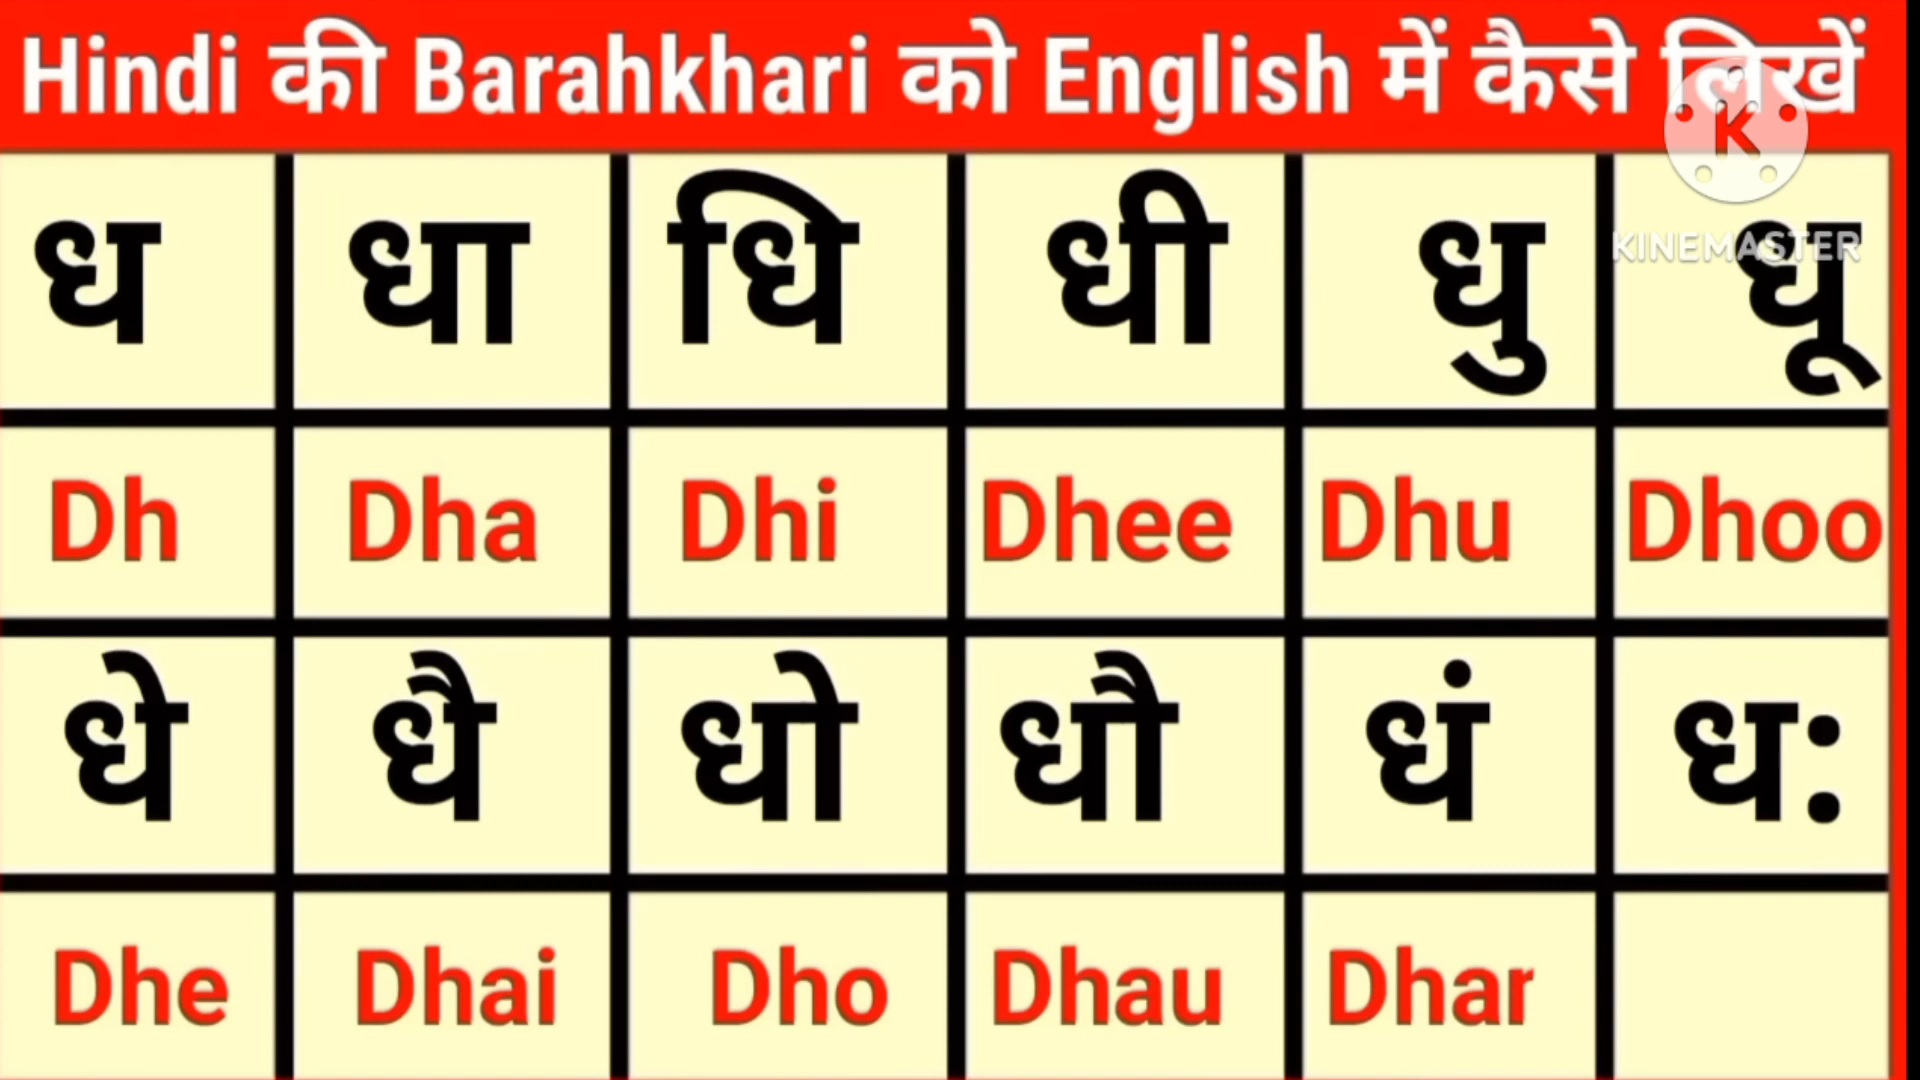 Hindi की Barahkhari को English में कैसे लिखें
K
KINEMASTER
ध धा धि धी धु धू
Dh Dha Dhi Dhee Dhu Dhoo
धे धै धो धौ धं ध:
Dhe Dhai Dho Dhau Dhar